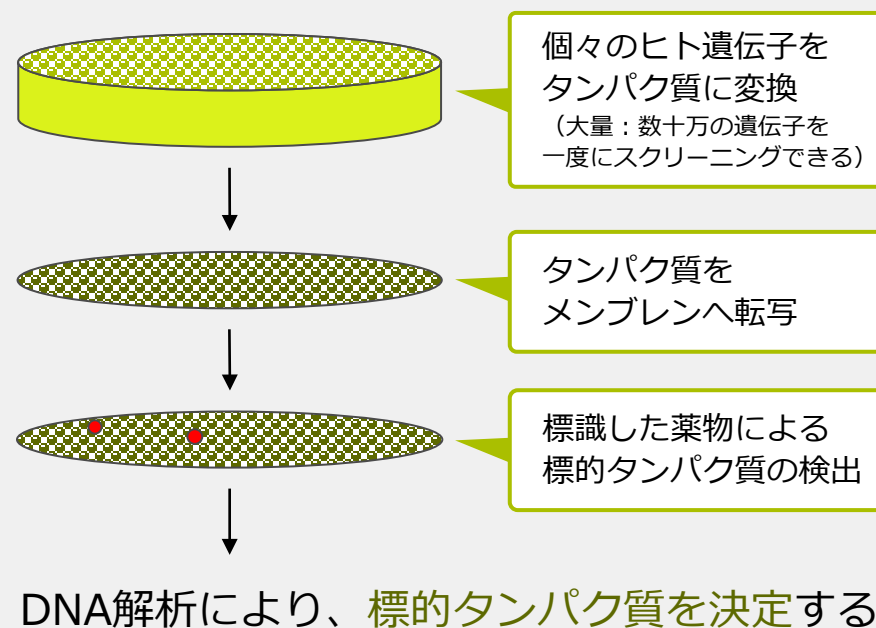 個々のヒト遺伝子を
タンパク質に変換
（大量：数十万の遺伝子を
一度にスクリーニングできる）
タンパク質を
メンブレンへ転写
標識した薬物による
標的タンパク質の検出
DNA解析により、標的タンパク質を決定する